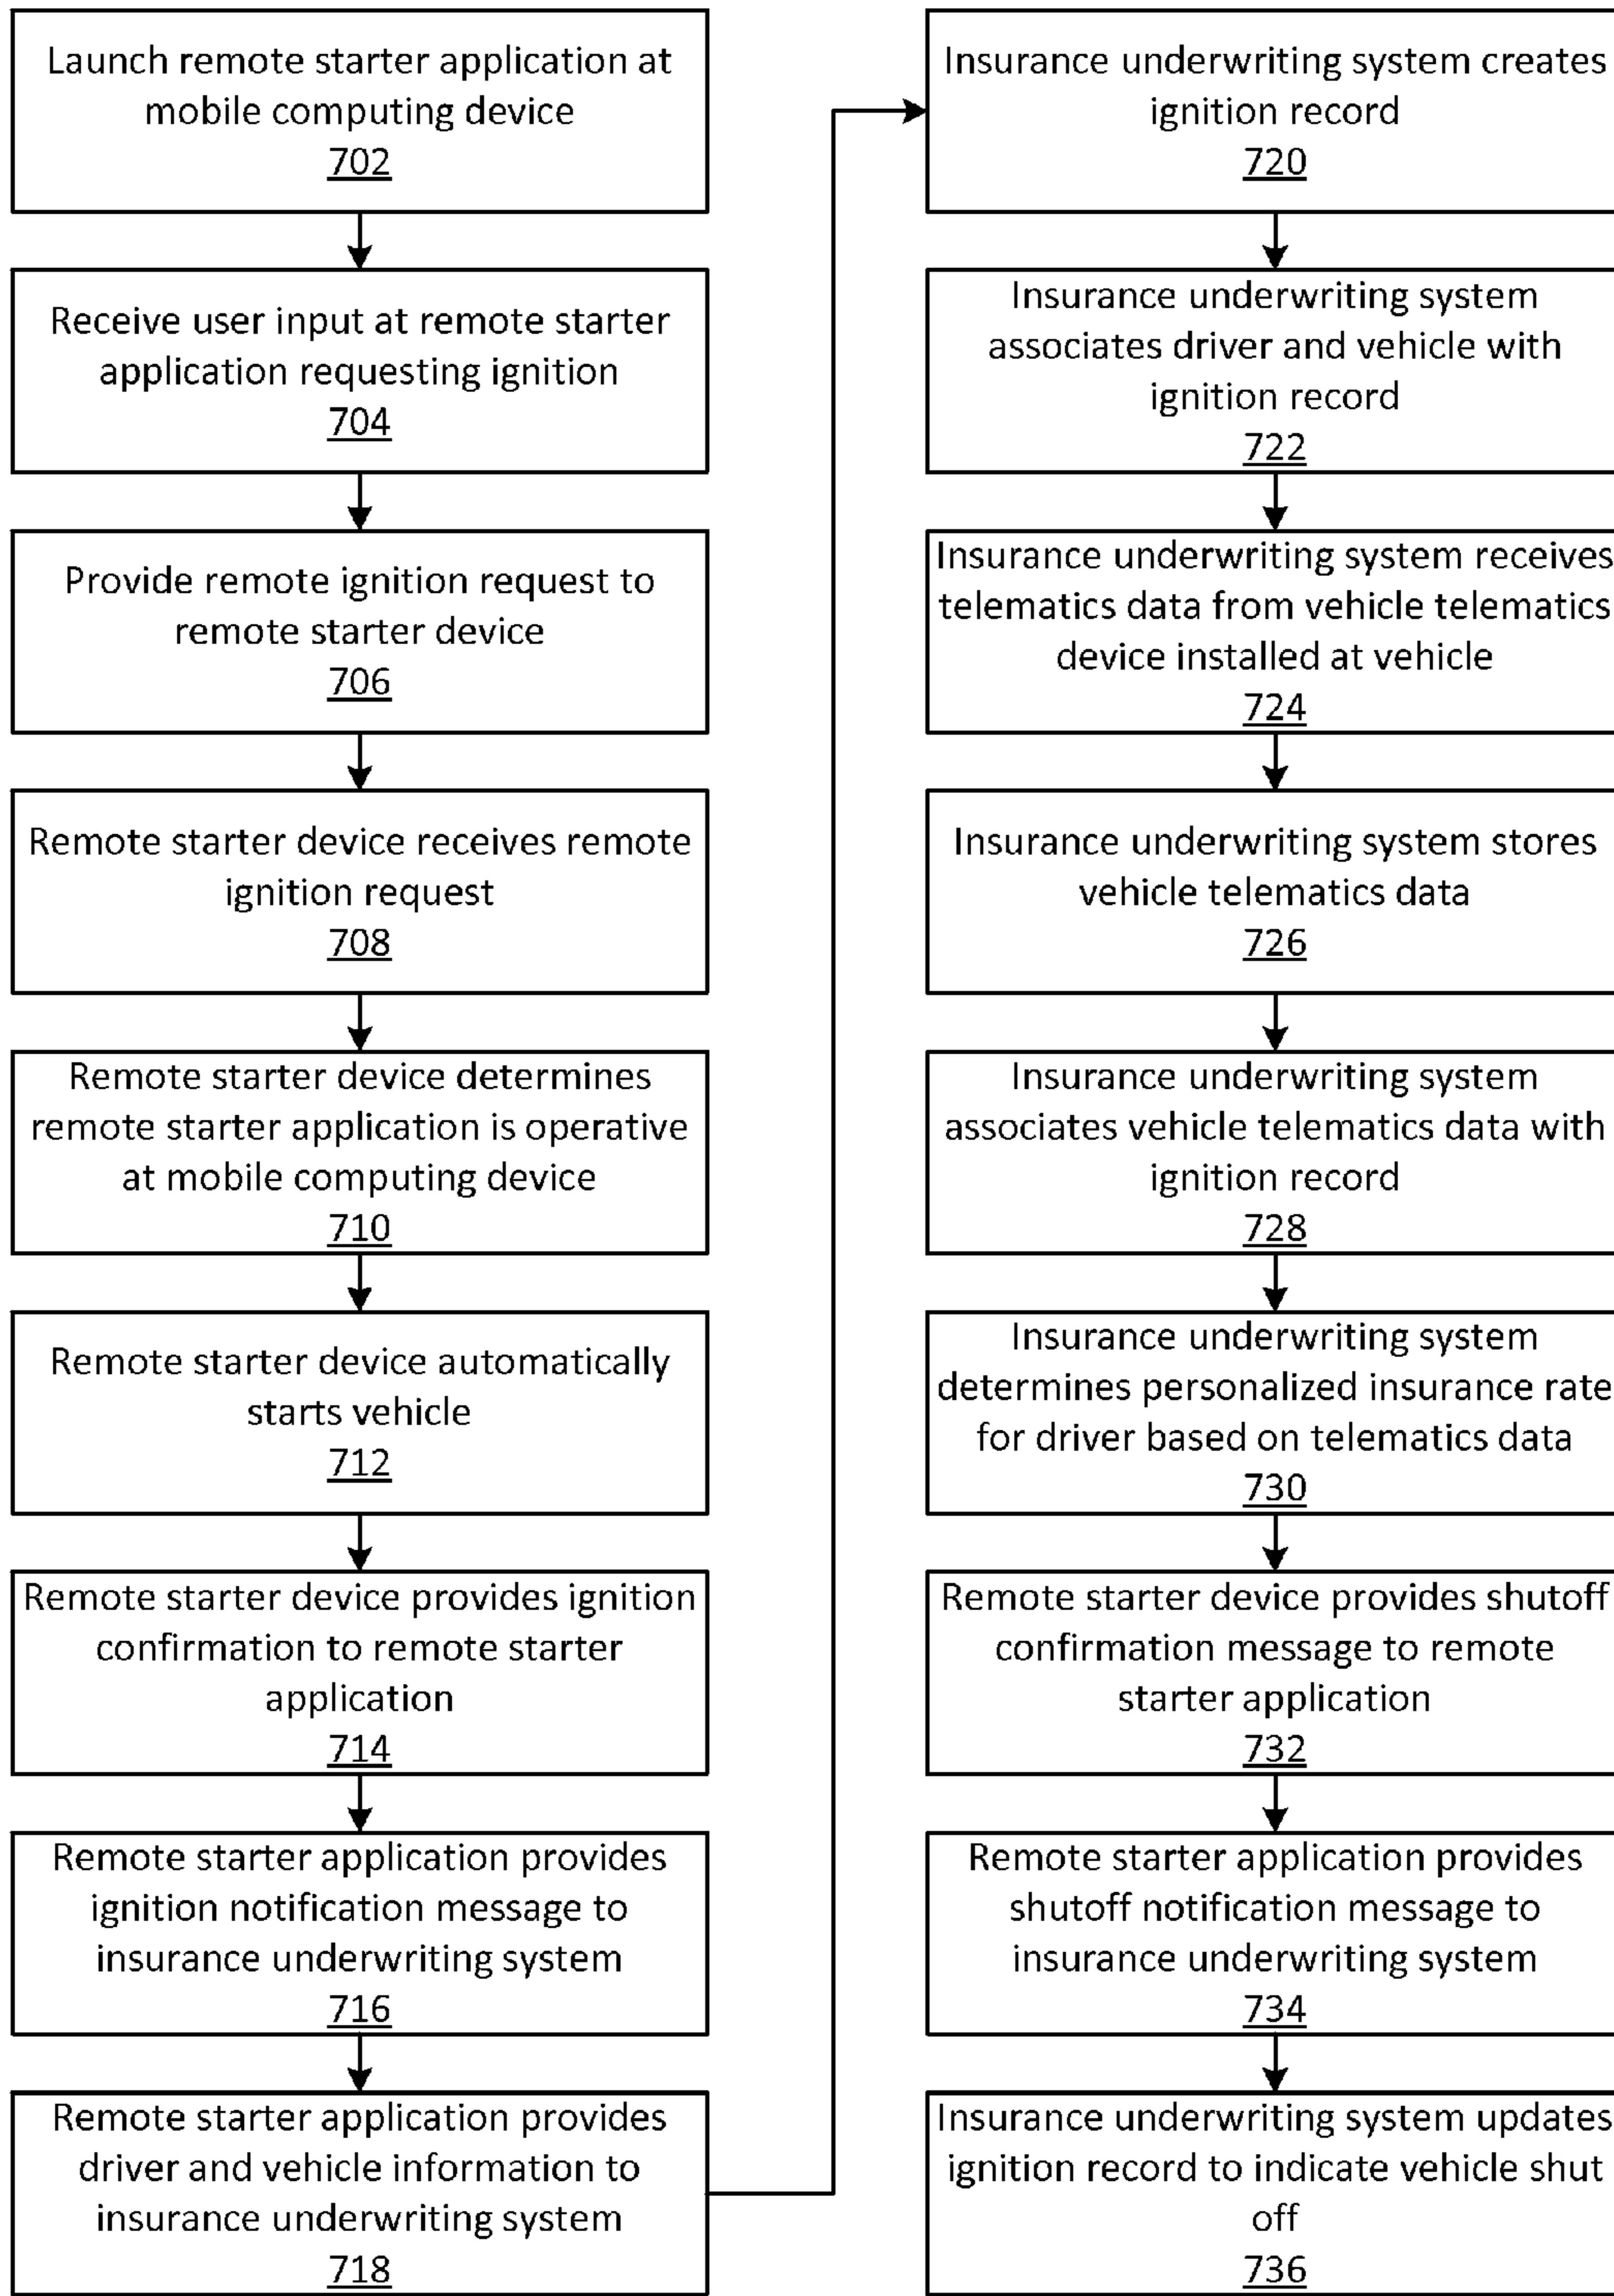 Launch remote starter application at
mobile computing device
702
Receive user input at remote starter
application requesting ignition
704
Provide remote ignition request to
remote starter device
706
Remote starter device receives remote
ignition request
708
Remote starter device determines
remote starter application is operative
at mobile computing device
710
Remote starter device automatically
starts vehicle
712
Remote starter device provides ignition
confirmation to remote starter
application
714
Remote starter application provides
ignition notification message to
insurance underwriting system
716
Remote starter application provides
driver and vehicle information to
insurance underwriting system
718
Insurance underwriting system creates
ignition record
720
Insurance underwriting system
associates driver and vehicle with
ignition record
722
Insurance underwriting system receives
telematics data from vehicle telematics
device installed at vehicle
724
Insurance underwriting system stores
vehicle telematics data
726
Insurance underwriting system
associates vehicle telematics data with
ignition record
728
Insurance underwriting system
determines personalized insurance rate
for driver based on telematics data
730
Remote starter device provides shutoff
confirmation message to remote
starter application
732
Remote starter application provides
shutoff notification message to
insurance underwriting system
734
Insurance underwriting system updates
ignition record to indicate vehicle shut
off
736